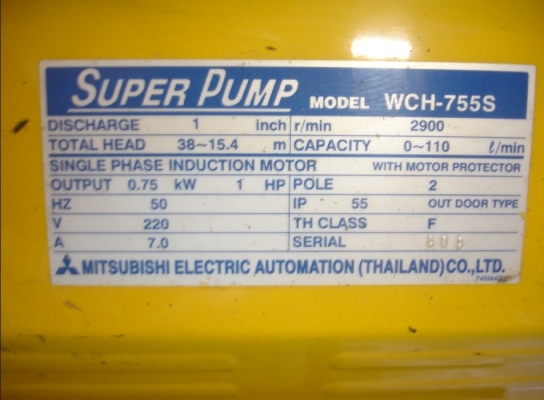 SUPER PUMP MODEL WCH-755S
DISCHARGE 1 inch r/min 2900
TOTAL HEAD 38~15.4 m CAPACITY 0~110 ℓ/min
SINGLE PHASE INDUCTION MOTOR WITH MOTOR PROTECTOR
OUTPUT 0.75 kW 1 HP POLE 2
HZ 50 IP 55 OUT DOOR TYPE
V 220 TH CLASS F
A 7.0 SERIAL
MITSUBISHI ELECTRIC AUTOMATION (THAILAND) CO., LTD.